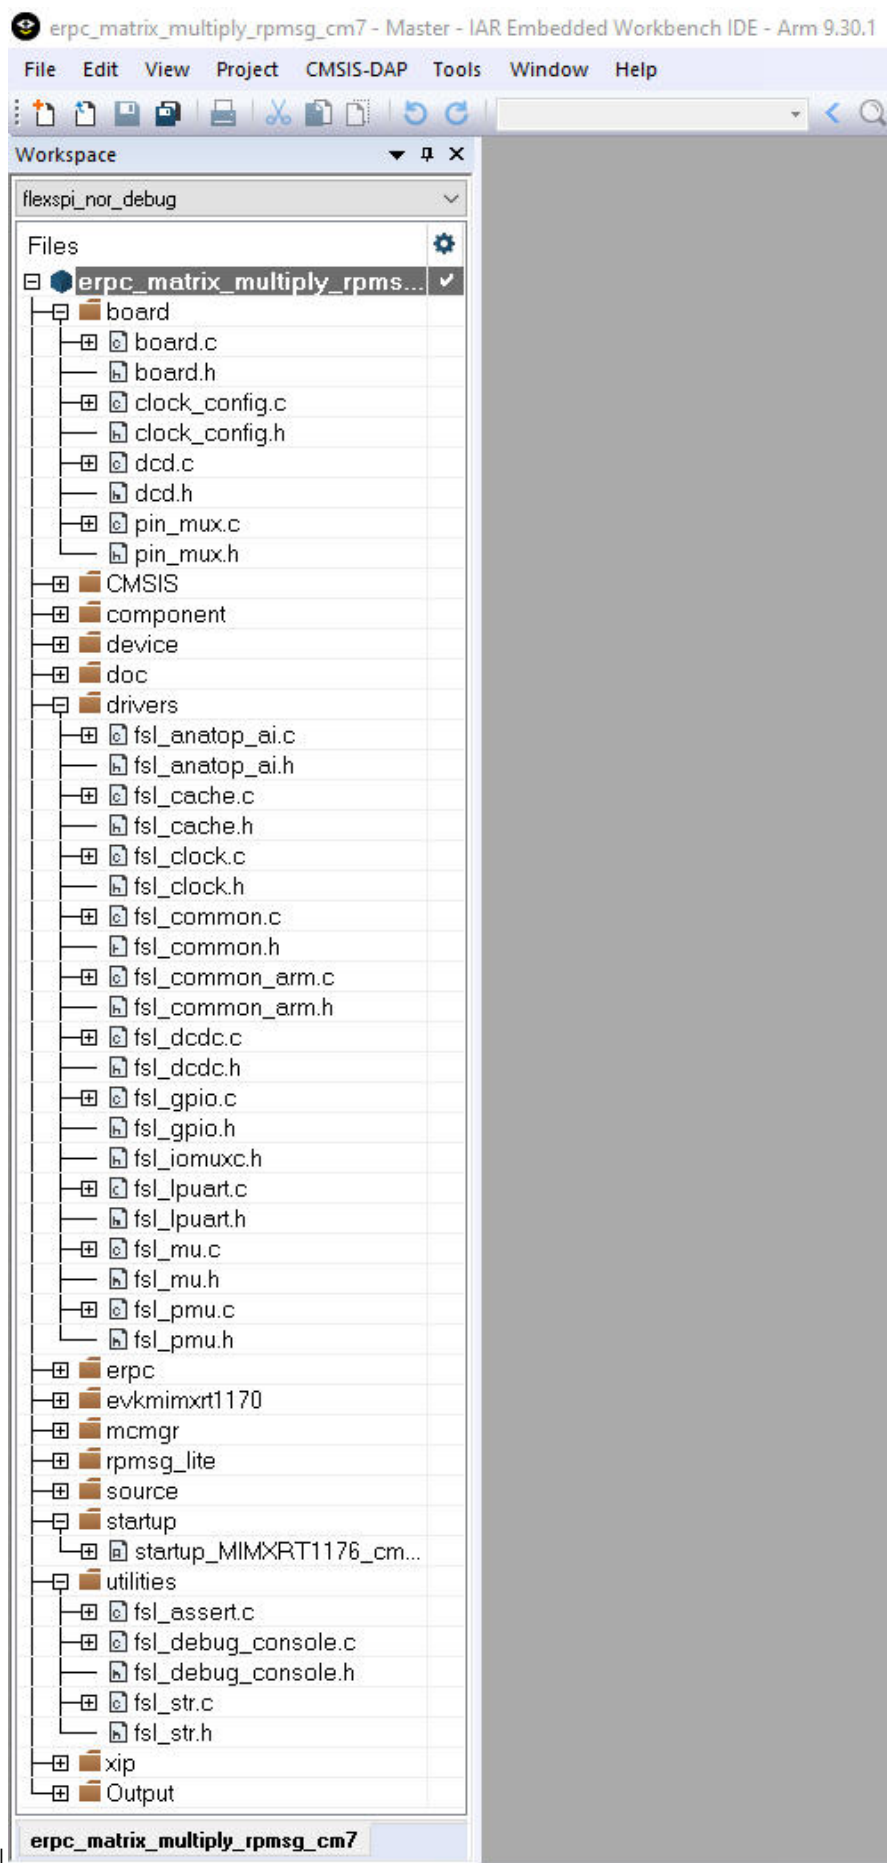 erpc_matrix_multiply_rpmsg_cm7 - Master - IAR Embedded Workbench IDE - Arm 9.30.1
File Edit View Project CMSIS-DAP Tools Window Help
Workspace
flexspi_nor_debug
Files
erpc_matrix_multiply_rpms...
board
board.c
board.h
clock_config.c
clock_config.h
dcd.c
dcd.h
pin_mux.c
pin_mux.h
CMSIS
component
device
doc
drivers
fsl_anatop_ai.c
fsl_anatop_ai.h
fsl_cache.c
fsl_cache.h
fsl_clock.c
fsl_clock.h
fsl_common.c
fsl_common.h
fsl_common_arm.c
fsl_common_arm.h
fsl_dcdc.c
fsl_dcdc.h
fsl_gpio.c
fsl_gpio.h
fsl_iomuxc.h
fsl_lpuart.c
fsl_lpuart.h
fsl_mu.c
fsl_mu.h
fsl_pmu.c
fsl_pmu.h
erpc
evkmimxrt1170
mcmgr
rpmsg_lite
source
startup
startup_MIMXRT1176_cm...
utilities
fsl_assert.c
fsl_debug_console.c
fsl_debug_console.h
fsl_str.c
fsl_str.h
xip
Output
erpc_matrix_multiply_rpmsg_cm7